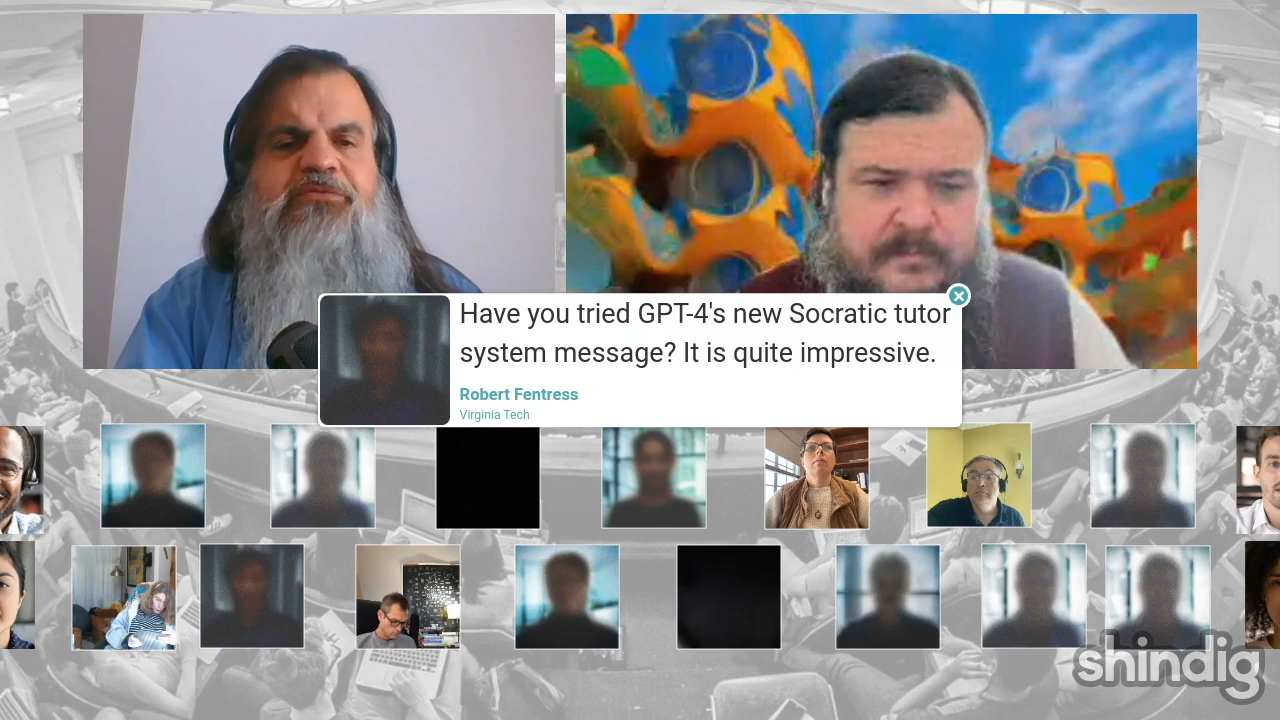 Have you tried GPT-4's new Socratic tutor
system message? It is quite impressive.
Robert Fentress
Virginia Tech
shindig